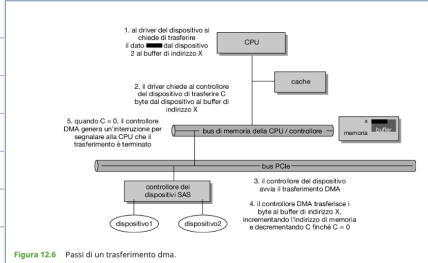 1. al driver del dispositivo si
chiede di trasferire
il dato dal dispositivo
2 al buffer di indirizzo X
CPU
cache
2. il driver chiede al controllore
del dispositivo di trasferire C
byte dal dispositivo al buffer di
indirizzo X
5. quando C = 0, il controllore
DMA genera un'interruzione per
segnalare alla CPU che il
trasferimento è terminato
bus di memoria della CPU / controllore
x
memoria
buffer
bus PCIe
controllore dei
dispositivi SAS
3. il controllore del dispositivo
avvia il trasferimento DMA
4. il controllore DMA trasferisce i
byte al buffer di indirizzo X,
incrementando l'indirizzo di memoria
e decrementando C finché C = 0
dispositivo1
dispositivo2
Figura 12.6 Passi di un trasferimento dma.